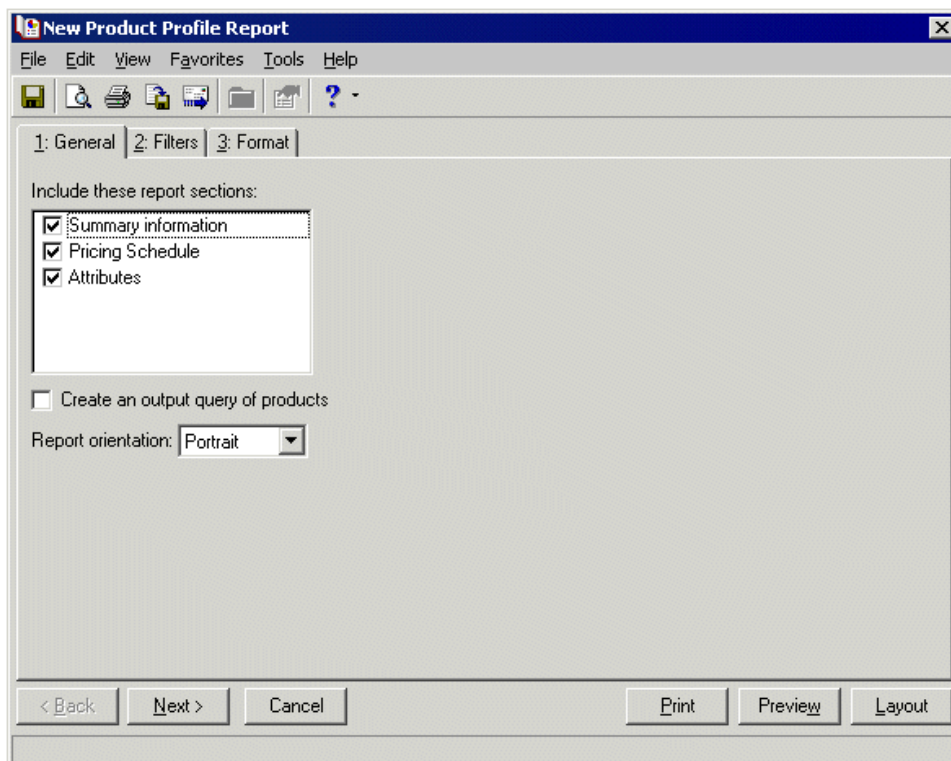 New Product Profile Report
File Edit View Favorites Tools Help
?
1: General 2: Filters 3: Format
Include these report sections:
Summary information
Pricing Schedule
Attributes
Create an output query of products
Report orientation: Portrait
< Back Next > Cancel Print Preview Layout